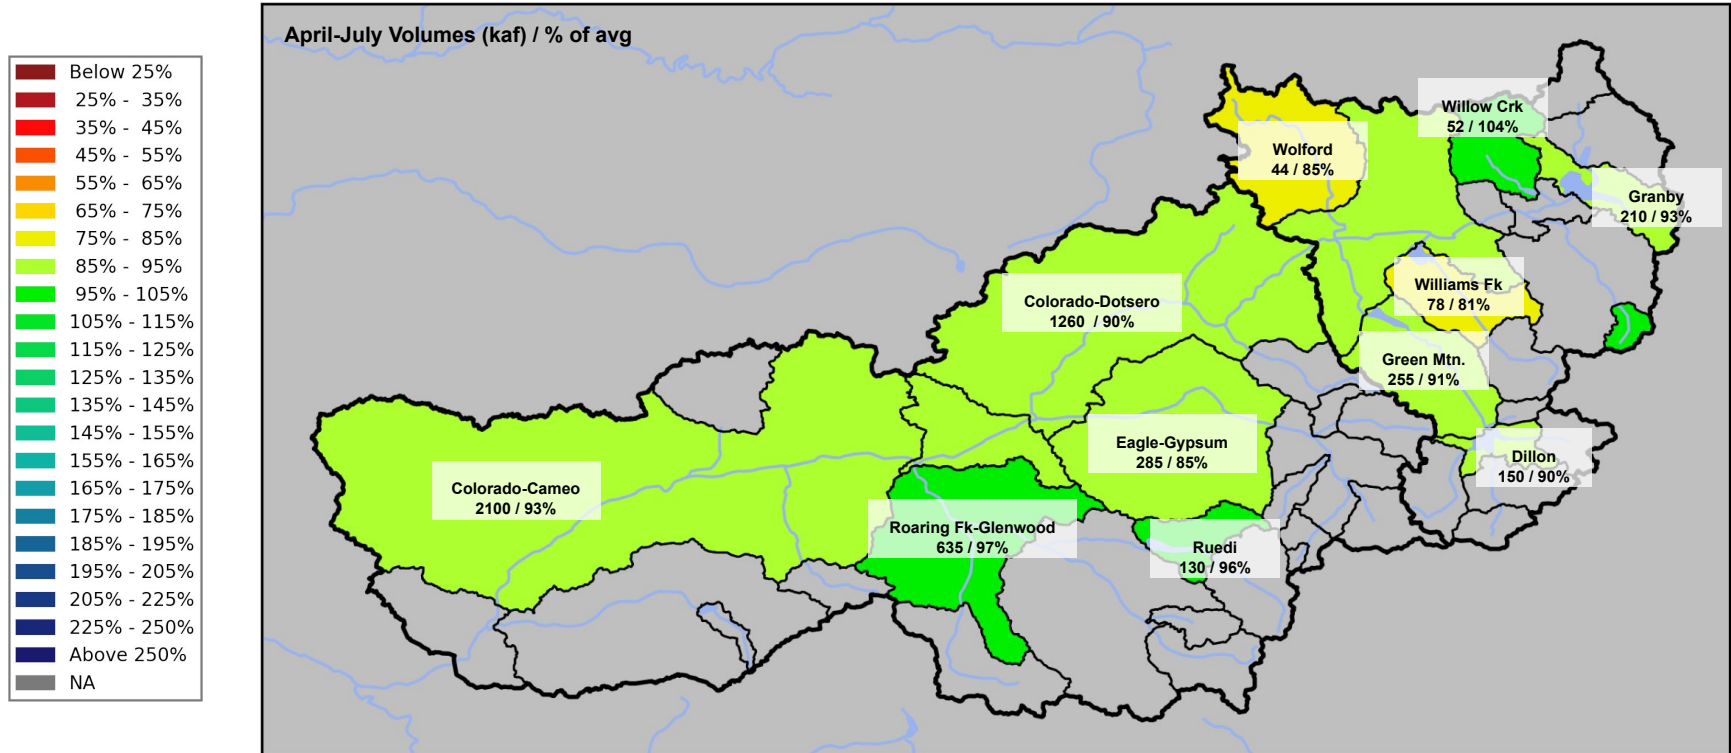 April-July Volumes (kaf) / % of avg
Below 25%
25% - 35%
35% - 45%
45% - 55%
55% - 65%
65% - 75%
75% - 85%
85% - 95%
95% - 105%
105% - 115%
115% - 125%
125% - 135%
135% - 145%
145% - 155%
155% - 165%
165% - 175%
175% - 185%
185% - 195%
195% - 205%
205% - 225%
225% - 250%
Above 250%
NA
Willow Crk
52 / 104%
Wolford
44 / 85%
Granby
210 / 93%
Williams Fk
78 / 81%
Colorado-Dotsero
1260 / 90%
Green Mtn.
255 / 91%
Eagle-Gypsum
285 / 85%
Dillon
150 / 90%
Colorado-Cameo
2100 / 93%
Roaring Fk-Glenwood
635 / 97%
Ruedi
130 / 96%